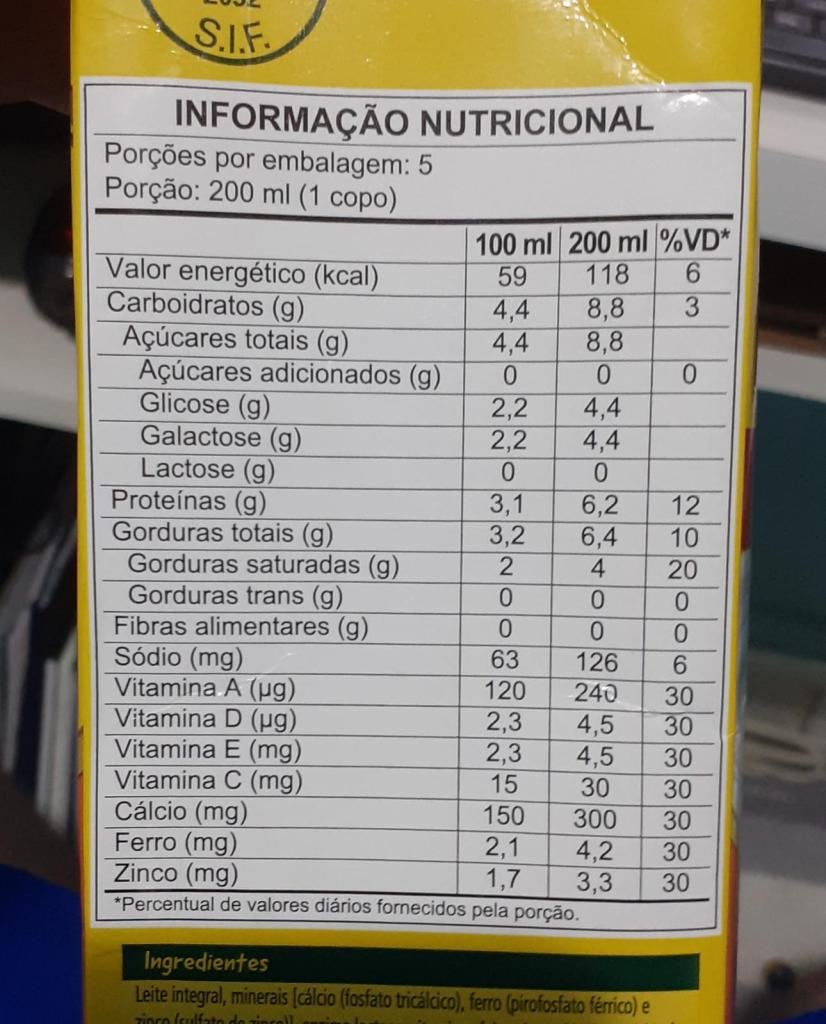 S.I.F.
INFORMAÇÃO NUTRICIONAL
Porções por embalagem: 5
Porção: 200 ml (1 copo)
100 ml 200 ml %VD*
Valor energético (kcal) 59 118 6
Carboidratos (g) 4,4 8,8 3
Açúcares totais (g) 4,4 8,8
Açúcares adicionados (g) 0 0 0
Glicose (g) 2,2 4,4
Galactose (g) 2,2 4,4
Lactose (g) 0 0
Proteínas (g) 3,1 6,2 12
Gorduras totais (g) 3,2 6,4 10
Gorduras saturadas (g) 2 4 20
Gorduras trans (g) 0 0 0
Fibras alimentares (g) 0 0 0
Sódio (mg) 63 126 6
Vitamina A (µg) 120 240 30
Vitamina D (µg) 2,3 4,5 30
Vitamina E (mg) 2,3 4,5 30
Vitamina C (mg) 15 30 30
Cálcio (mg) 150 300 30
Ferro (mg) 2,1 4,2 30
Zinco (mg) 1,7 3,3 30
*Percentual de valores diários fornecidos pela porção.
Ingredientes
Leite integral, minerais [cálcio (fosfato tricálcico), ferro (pirofosfato férrico) e